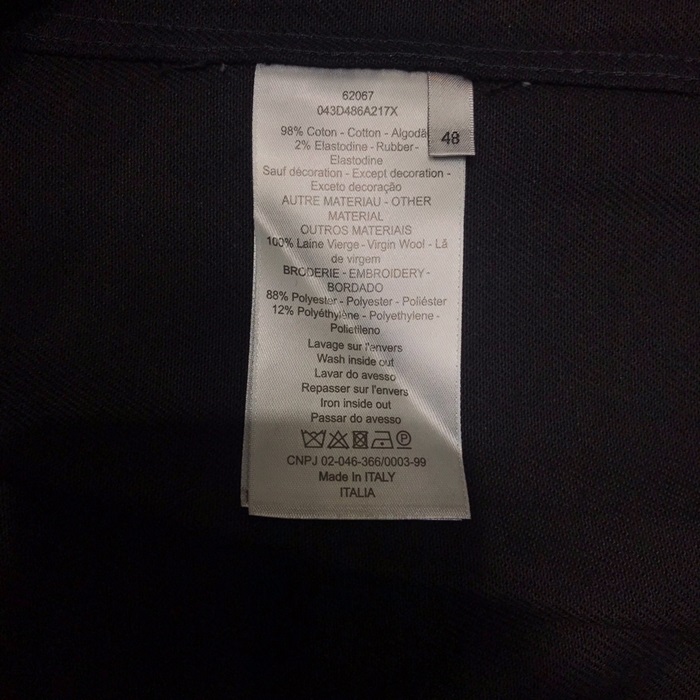 62067
043D486A217X
98% Coton - Cotton - Algodã
2% Elastodine - Rubber-
Elastodine
Sauf dècoration - Except decoration -
Exceto decoração
AUTRE MATERIAU - OTHER
MATERIAL
OUTROS MATERIAIS
100% Laine Vierge - Virgin Wool - Lã
de virgem
BRODERIE - EMBROIDERY -
BORDADO
88% Polyester - Polyester - Poliéster
12% Polyéthylène - Polyethylene -
Polietileno
Lavage sur l'envers
Wash inside out
Lavar do avesso
Repasser sur l'envers
Iron inside out
Passar do avesso
CNPJ 02-046-366/0003-99
Made In ITALY
ITALIA
48